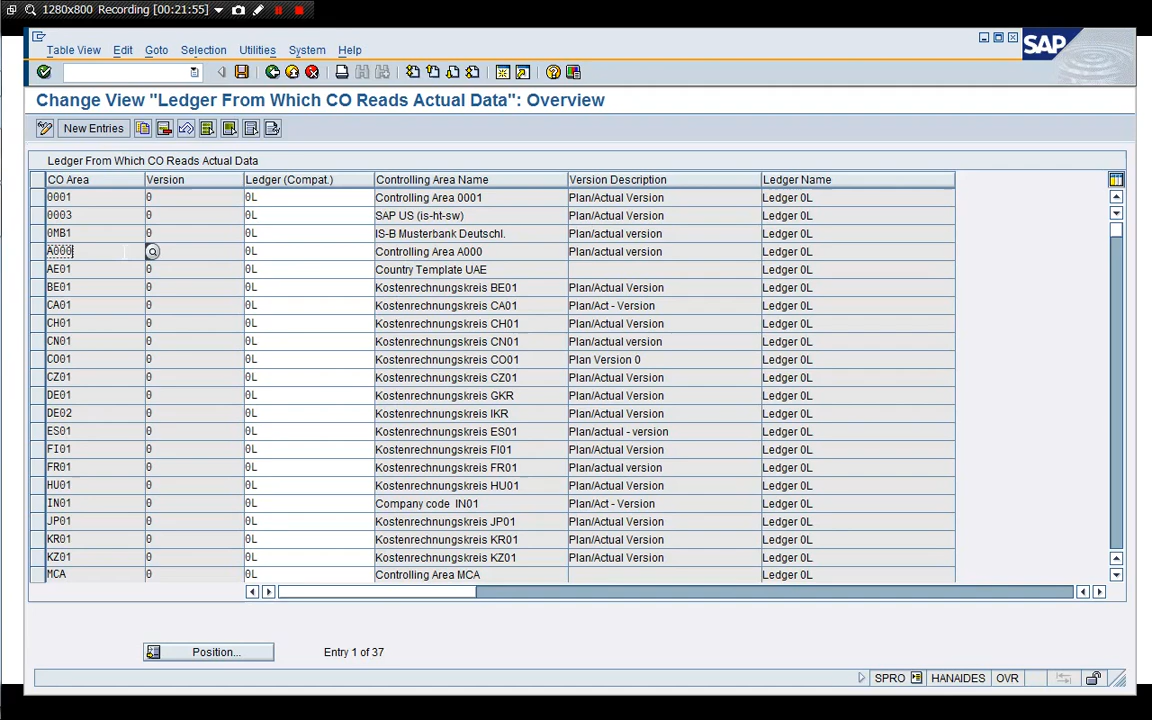 1280x800 Recording [00:21:55]
Table View Edit Goto Selection Utilities System Help
SAP
Change View "Ledger From Which CO Reads Actual Data": Overview
New Entries
Ledger From Which CO Reads Actual Data
CO Area Version Ledger (Compat.) Controlling Area Name Version Description Ledger Name
0001 0 0L Controlling Area 0001 Plan/Actual Version Ledger 0L
0003 0 0L SAP US (is-ht-sw) Plan/Actual Version Ledger 0L
0MB1 0 0L IS-B Musterbank Deutschl. Plan/Actual Version Ledger 0L
A000 0 0L Controlling Area A000 Plan/actual version Ledger 0L
AE01 0 0L Country Template UAE Ledger 0L
BE01 0 0L Kostenrechnungskreis BE01 Plan/Actual Version Ledger 0L
CA01 0 0L Kostenrechnungskreis CA01 Plan/Act - Version Ledger 0L
CH01 0 0L Kostenrechnungskreis CH01 Plan/Actual Version Ledger 0L
CN01 0 0L Kostenrechnungskreis CN01 Plan/Actual version Ledger 0L
CO01 0 0L Kostenrechnungskreis CO01 Plan Version 0 Ledger 0L
CZ01 0 0L Kostenrechnungskreis CZ01 Plan/Actual Version Ledger 0L
DE01 0 0L Kostenrechnungskreis GKR Plan/Actual Version Ledger 0L
DE02 0 0L Kostenrechnungskreis IKR Plan/Actual Version Ledger 0L
ES01 0 0L Kostenrechnungskreis ES01 Plan/actual - version Ledger 0L
FI01 0 0L Kostenrechnungskreis FI01 Plan/Actual version Ledger 0L
FR01 0 0L Kostenrechnungskreis FR01 Plan/Actual version Ledger 0L
HU01 0 0L Kostenrechnungskreis HU01 Plan/Actual Version Ledger 0L
IN01 0 0L Company code IN01 Plan/Act - Version Ledger 0L
JP01 0 0L Kostenrechnungskreis JP01 Plan/Actual Version Ledger 0L
KR01 0 0L Kostenrechnungskreis KR01 Plan/Actual Version Ledger 0L
KZ01 0 0L Kostenrechnungskreis KZ01 Plan/Actual Version Ledger 0L
MCA 0 0L Controlling Area MCA Ledger 0L
Position... Entry 1 of 37
SPRO HANAIDES OVR